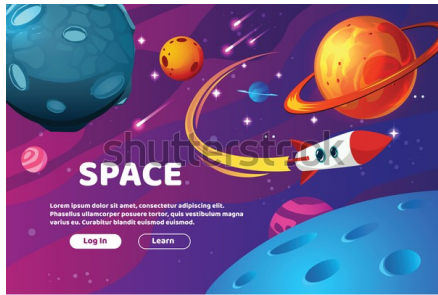 shutterstock
SPACE
Lorem ipsum dolor sit amet, consectetur adipiscing elit.
Phasellus ullamcorper posuere tortor, quis vestibulum magna
varius eu. Curabitur blandit euismod euismod.
Log In
Learn